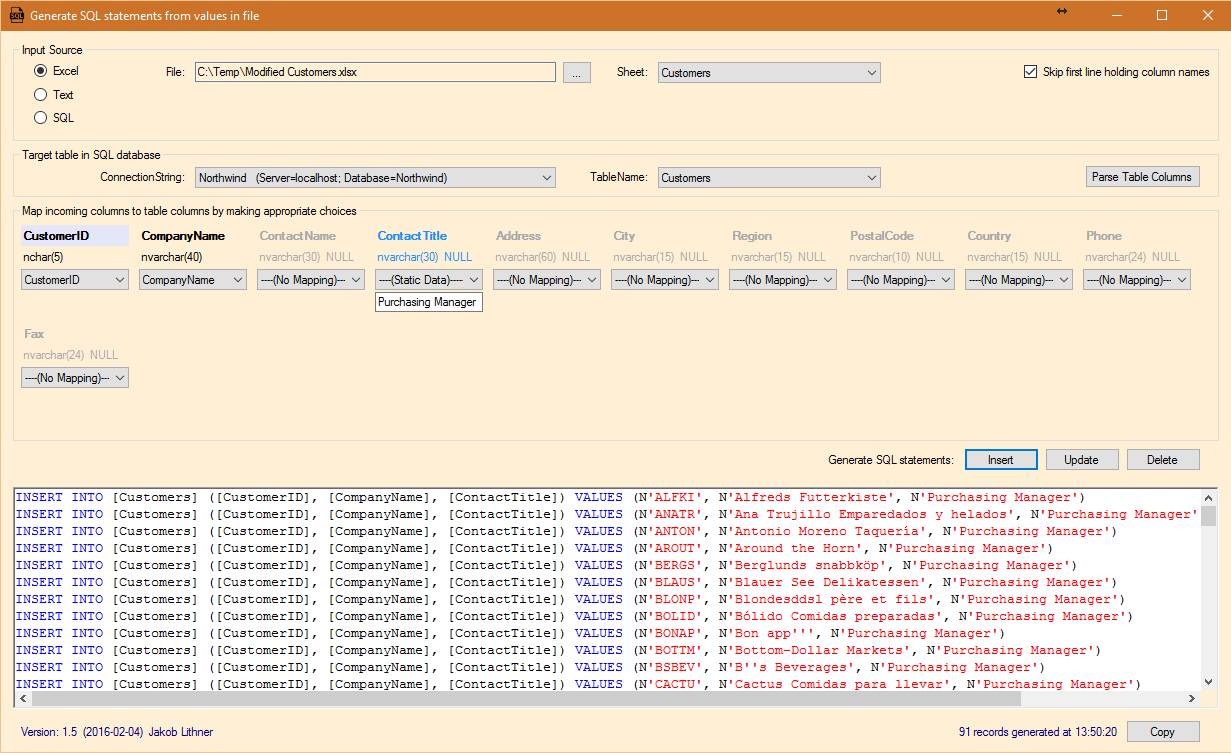 SQL Generate SQL statements from values in file
Input Source
Excel File: C:\Temp\Modified Customers.xlsx ... Sheet: Customers Skip first line holding column names
Text
SQL
Target table in SQL database
ConnectionString: Northwind (Server=localhost; Database=Northwind) TableName: Customers Parse Table Columns
Map incoming columns to table columns by making appropriate choices
CustomerID CompanyName ContactName ContactTitle Address City Region PostalCode Country Phone
nchar(5) nvarchar(40) nvarchar(30) NULL nvarchar(30) NULL nvarchar(60) NULL nvarchar(15) NULL nvarchar(15) NULL nvarchar(10) NULL nvarchar(15) NULL nvarchar(24) NULL
CustomerID CompanyName ----(No Mapping)--- ----(Static Data)---- ----(No Mapping)--- ----(No Mapping)--- ----(No Mapping)--- ----(No Mapping)--- ----(No Mapping)--- ----(No Mapping)---
Purchasing Manager
Fax
nvarchar(24) NULL
----(No Mapping)---
Generate SQL statements: Insert Update Delete
INSERT INTO [Customers] ([CustomerID], [CompanyName], [ContactTitle]) VALUES (N'ALFKI', N'Alfreds Futterkiste', N'Purchasing Manager')
INSERT INTO [Customers] ([CustomerID], [CompanyName], [ContactTitle]) VALUES (N'ANATR', N'Ana Trujillo Emparedados y helados', N'Purchasing Manager'
INSERT INTO [Customers] ([CustomerID], [CompanyName], [ContactTitle]) VALUES (N'ANTON', N'Antonio Moreno Taquería', N'Purchasing Manager')
INSERT INTO [Customers] ([CustomerID], [CompanyName], [ContactTitle]) VALUES (N'AROUT', N'Around the Horn', N'Purchasing Manager')
INSERT INTO [Customers] ([CustomerID], [CompanyName], [ContactTitle]) VALUES (N'BERGS', N'Berglunds snabbköp', N'Purchasing Manager')
INSERT INTO [Customers] ([CustomerID], [CompanyName], [ContactTitle]) VALUES (N'BLAUS', N'Blauer See Delikatessen', N'Purchasing Manager')
INSERT INTO [Customers] ([CustomerID], [CompanyName], [ContactTitle]) VALUES (N'BLONP', N'Blondesddsl père et fils', N'Purchasing Manager')
INSERT INTO [Customers] ([CustomerID], [CompanyName], [ContactTitle]) VALUES (N'BOLID', N'Bólido Comidas preparadas', N'Purchasing Manager')
INSERT INTO [Customers] ([CustomerID], [CompanyName], [ContactTitle]) VALUES (N'BONAP', N'Bon app''', N'Purchasing Manager')
INSERT INTO [Customers] ([CustomerID], [CompanyName], [ContactTitle]) VALUES (N'BOTTM', N'Bottom-Dollar Markets', N'Purchasing Manager')
INSERT INTO [Customers] ([CustomerID], [CompanyName], [ContactTitle]) VALUES (N'BSBEV', N'B''s Beverages', N'Purchasing Manager')
INSERT INTO [Customers] ([CustomerID], [CompanyName], [ContactTitle]) VALUES (N'CACTU', N'Cactus Comidas para llevar', N'Purchasing Manager')
Version: 1.5 (2016-02-04) Jakob Lithner 91 records generated at 13:50:20 Copy